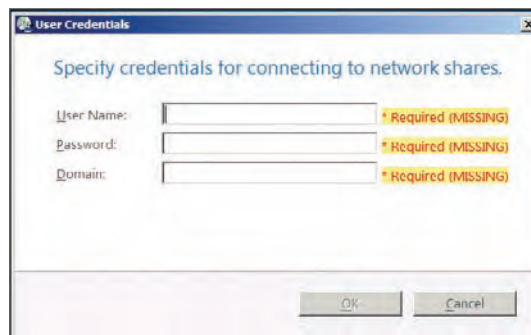 User Credentials
Specify credentials for connecting to network shares.
User Name: * Required (MISSING)
Password: * Required (MISSING)
Domain: * Required (MISSING)
OK Cancel